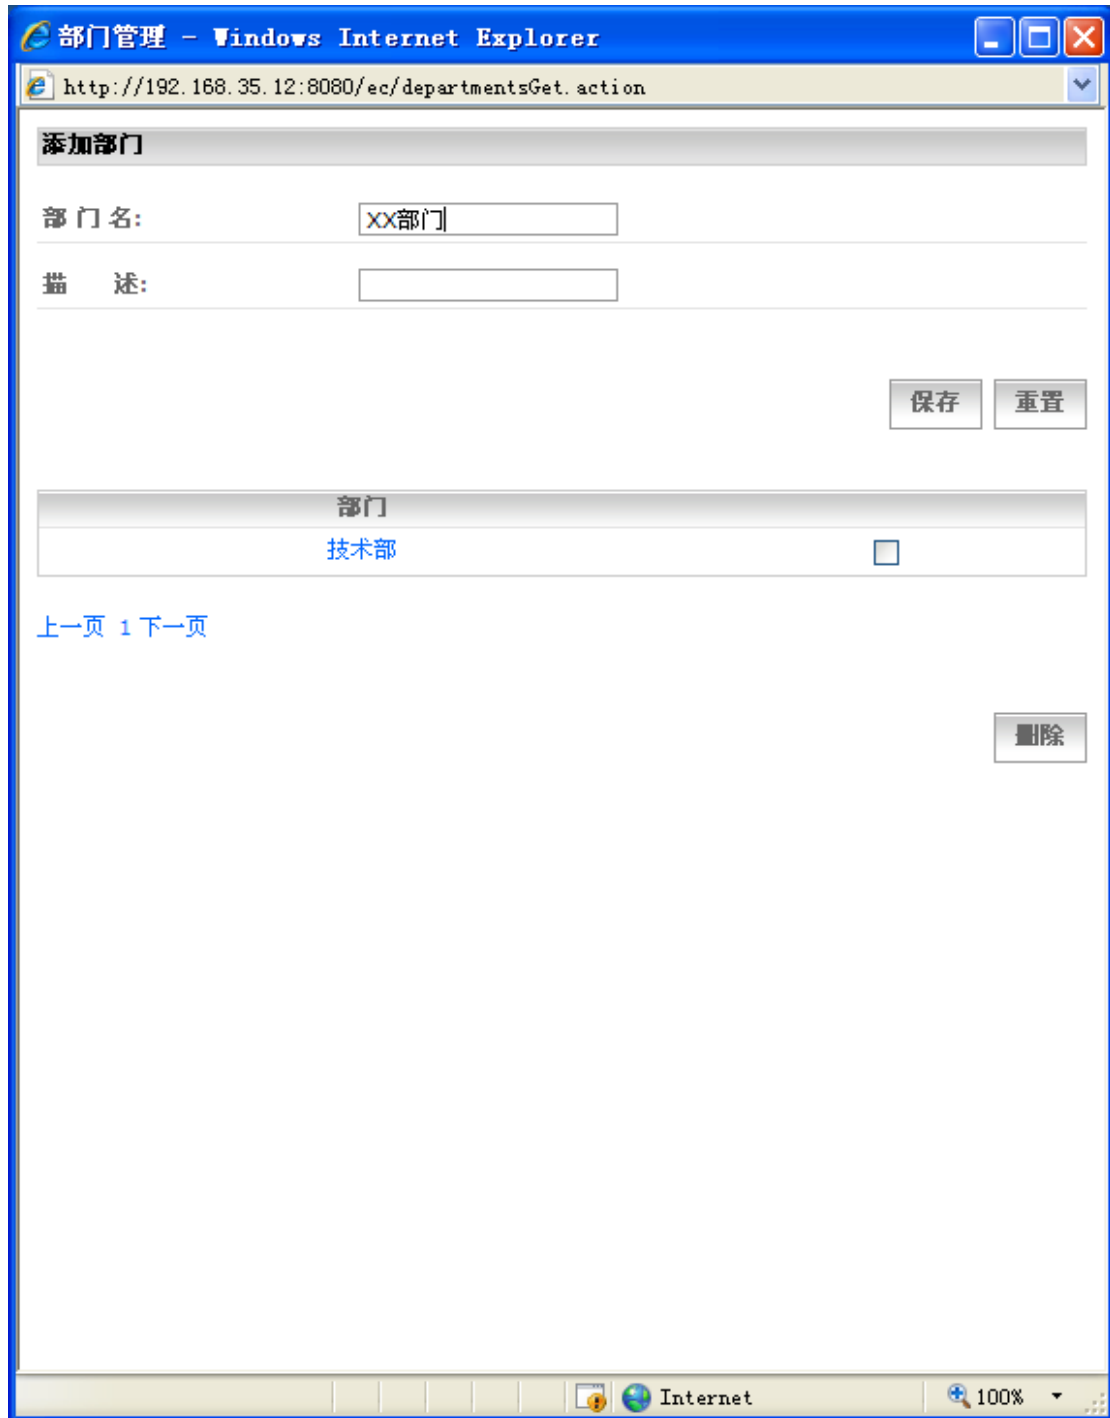 部门管理 - Windows Internet Explorer
http://192.168.35.12:8080/ec/departmentsGet.action
添加部门
部 门 名: XX部门
描 述:
保存 重置
部门
技术部
上一页 1 下一页
删除
Internet 100%